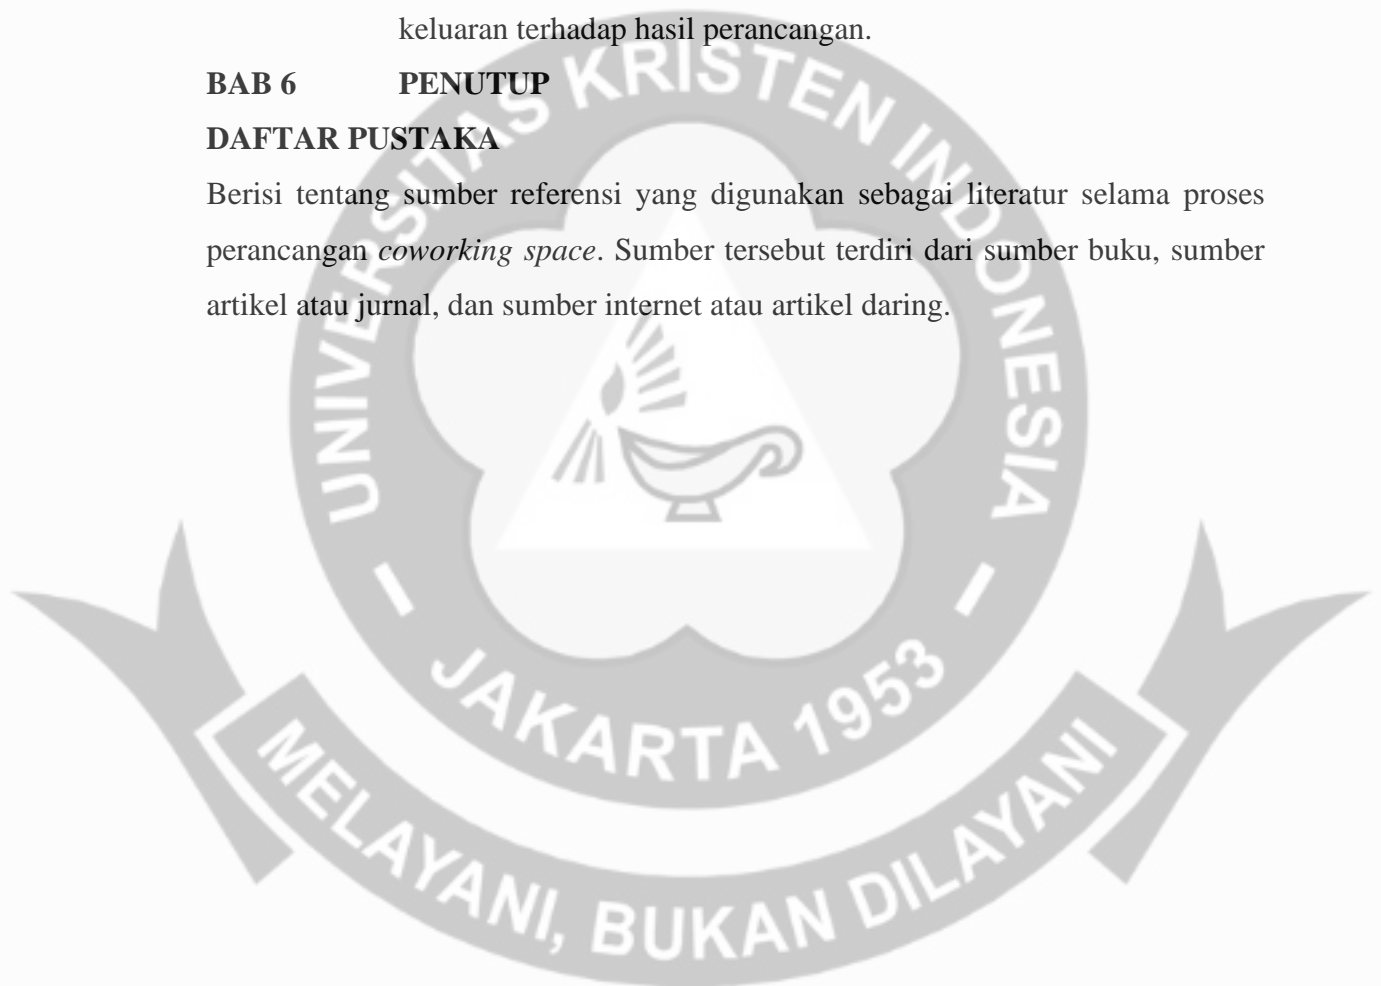 keluaran terhadap hasil perancangan.
BAB 6 PENUTUP
DAFTAR PUSTAKA
Berisi tentang sumber referensi yang digunakan sebagai literatur selama proses
perancangan coworking space. Sumber tersebut terdiri dari sumber buku, sumber
artikel atau jurnal, dan sumber internet atau artikel daring.
UNIVERSITAS KRISTEN INDONESIA
- JAKARTA 1953 -
MELAYANI, BUKAN DILAYANI